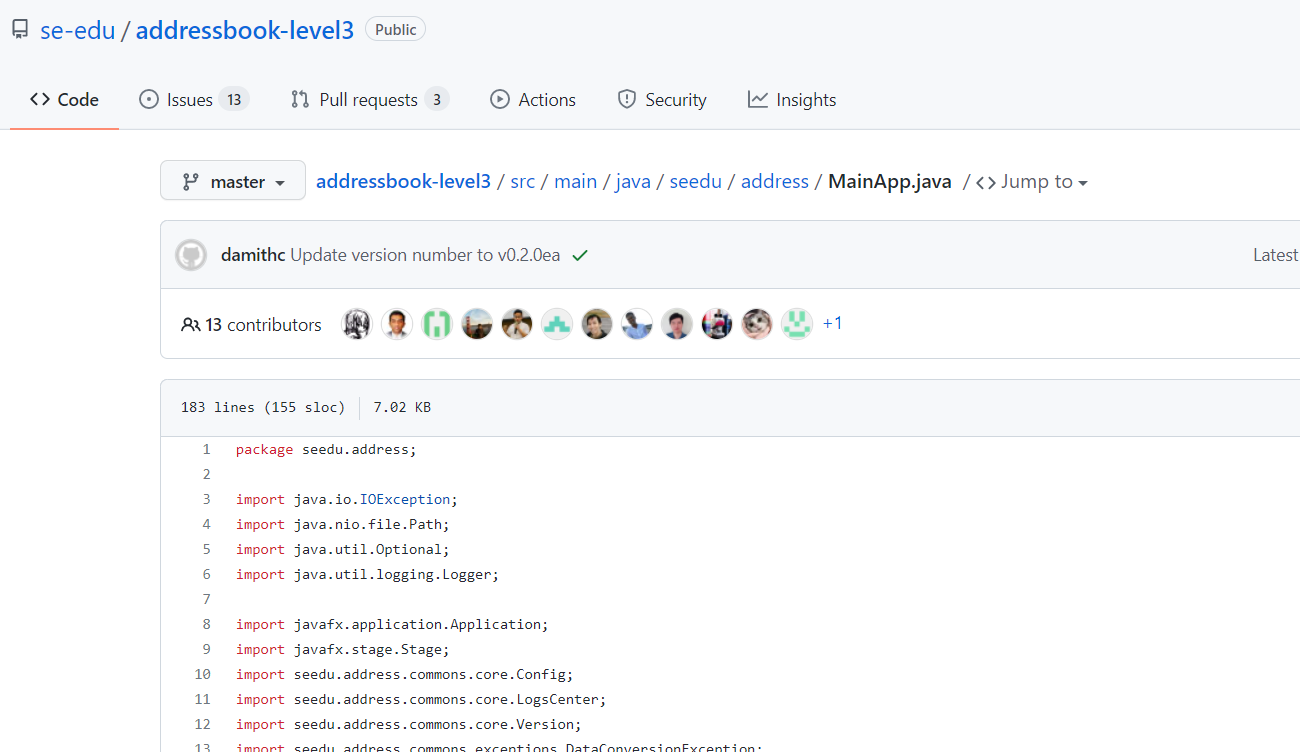 se-edu / addressbook-level3 Public
Code Issues 13 Pull requests 3 Actions Security Insights
master addressbook-level3 / src / main / java / seedu / address / MainApp.java / <> Jump to
damithc Update version number to v0.2.0ea Latest
13 contributors +1
183 lines (155 sloc) 7.02 KB
1 package seedu.address;
2
3 import java.io.IOException;
4 import java.nio.file.Path;
5 import java.util.Optional;
6 import java.util.logging.Logger;
7
8 import javafx.application.Application;
9 import javafx.stage.Stage;
10 import seedu.address.commons.core.Config;
11 import seedu.address.commons.core.LogsCenter;
12 import seedu.address.commons.core.Version;
13 import seedu.address.commons.exceptions.DataConversionException;